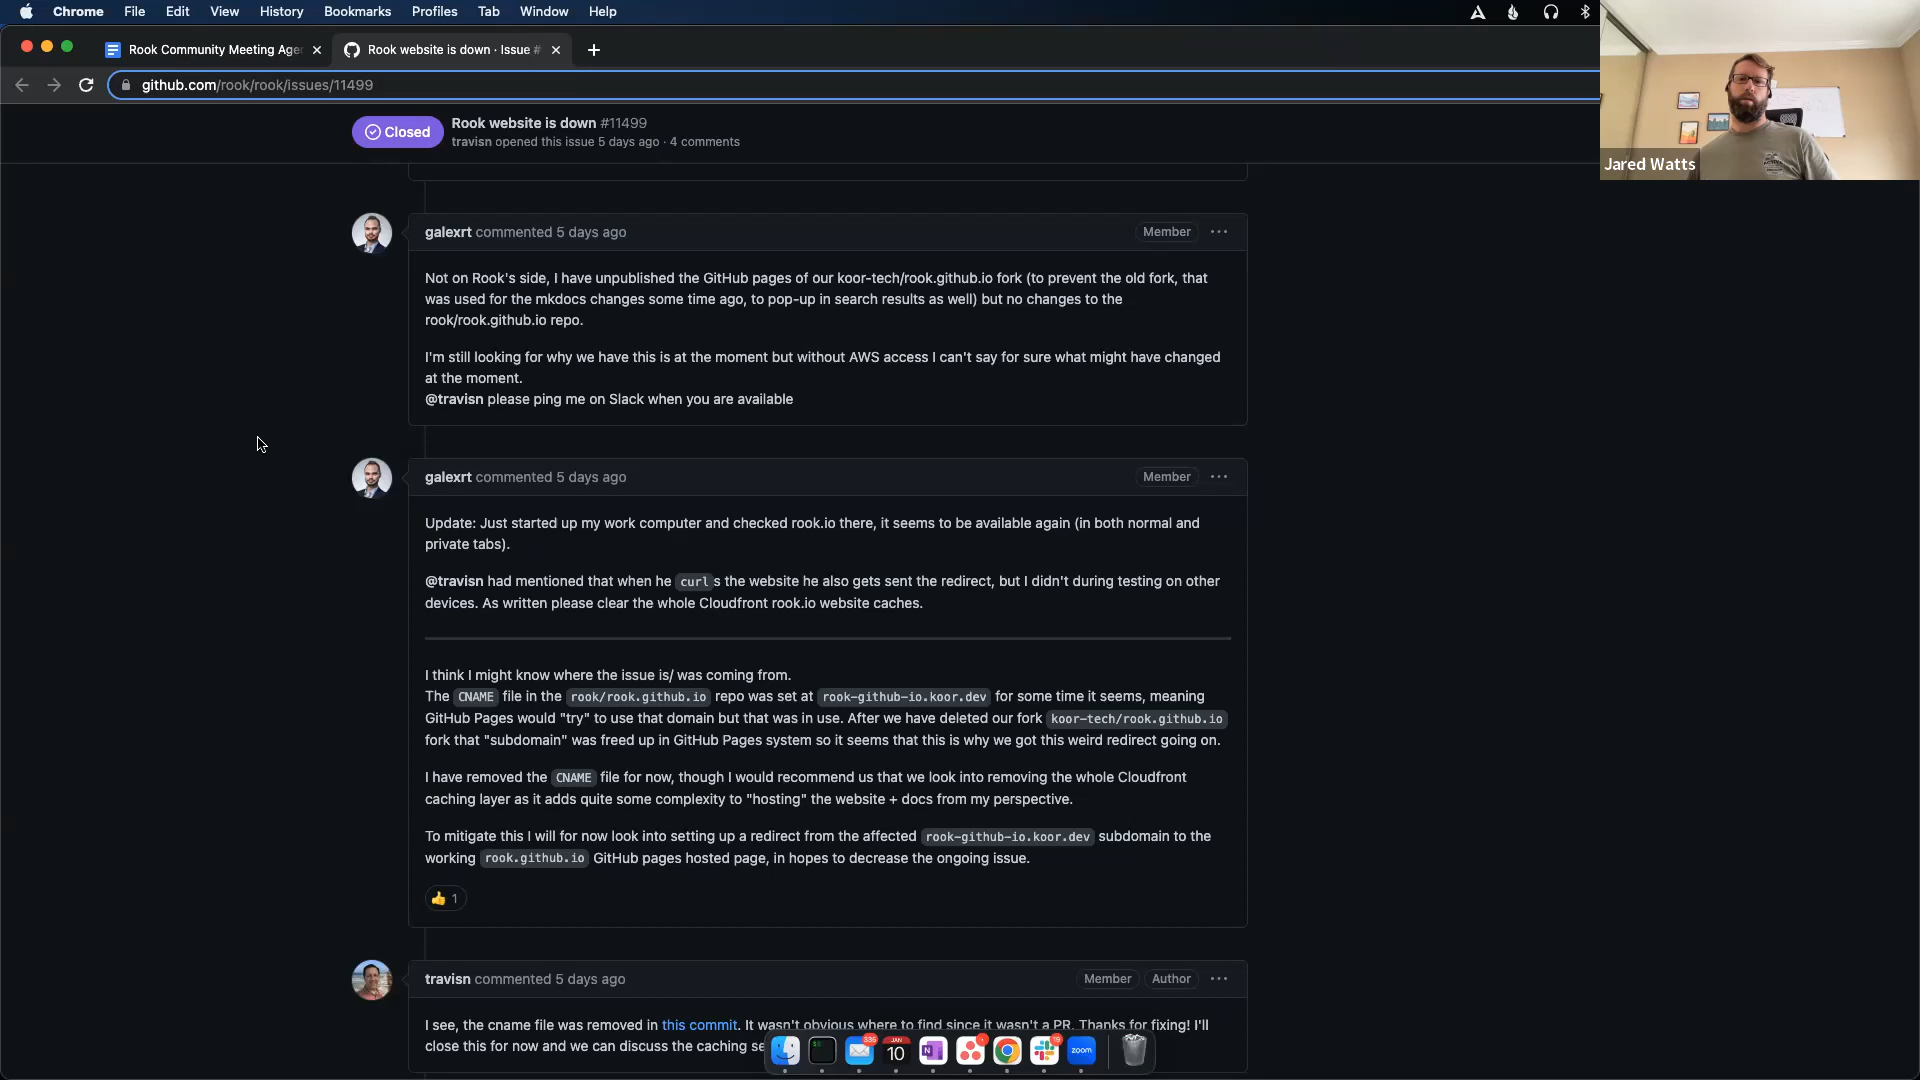 Chrome File Edit View History Bookmarks Profiles Tab Window Help
Rook Community Meeting Age
Rook website is down · Issue #
github.com/rook/rook/issues/11499
Closed
Rook website is down #11499
travisn opened this issue 5 days ago · 4 comments
Jared Watts
galexrt commented 5 days ago
Member
Not on Rook's side, I have unpublished the GitHub pages of our koor-tech/rook.github.io fork (to prevent the old fork, that
was used for the mkdocs changes some time ago, to pop-up in search results as well) but no changes to the
rook/rook.github.io repo.
I'm still looking for why we have this is at the moment but without AWS access I can't say for sure what might have changed
at the moment.
@travisn please ping me on Slack when you are available
galexrt commented 5 days ago
Member
Update: Just started up my work computer and checked rook.io there, it seems to be available again (in both normal and
private tabs).
@travisn had mentioned that when he curl s the website he also gets sent the redirect, but I didn't during testing on other
devices. As written please clear the whole Cloudfront rook.io website caches.
I think I might know where the issue is/ was coming from.
The CNAME file in the rook/rook.github.io repo was set at rook-github-io.koor.dev for some time it seems, meaning
GitHub Pages would "try" to use that domain but that was in use. After we have deleted our fork koor-tech/rook.github.io
fork that "subdomain" was freed up in GitHub Pages system so it seems that this is why we got this weird redirect going on.
I have removed the CNAME file for now, though I would recommend us that we look into removing the whole Cloudfront
caching layer as it adds quite some complexity to "hosting" the website + docs from my perspective.
To mitigate this I will for now look into setting up a redirect from the affected rook-github-io.koor.dev subdomain to the
working rook.github.io GitHub pages hosted page, in hopes to decrease the ongoing issue.
👍 1
travisn commented 5 days ago
Member
Author
I see, the cname file was removed in this commit. It wasn't obvious where to find since it wasn't a PR. Thanks for fixing! I'll
close this for now and we can discuss the caching se
336
JAN
10
N
1
19
zoom